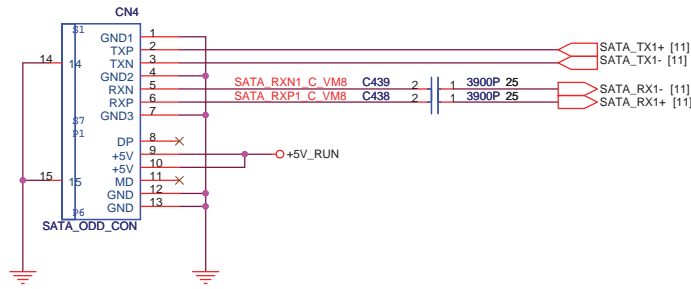 CN4
S1
GND1 1
TXP 2 SATA_TX1+ [11]
TXN 3 SATA_TX1- [11]
14 14 GND2 4
RXN 5 SATA_RXN1_C_VM8 C439 2 1 3900P 25 SATA_RX1- [11]
RXP 6 SATA_RXP1_C_VM8 C438 2 1 3900P 25 SATA_RX1+ [11]
S7 GND3 7
P1
DP 8
+5V 9 +5V_RUN
+5V 10
15 15 MD 11
GND 12
P6 GND 13
SATA_ODD_CON